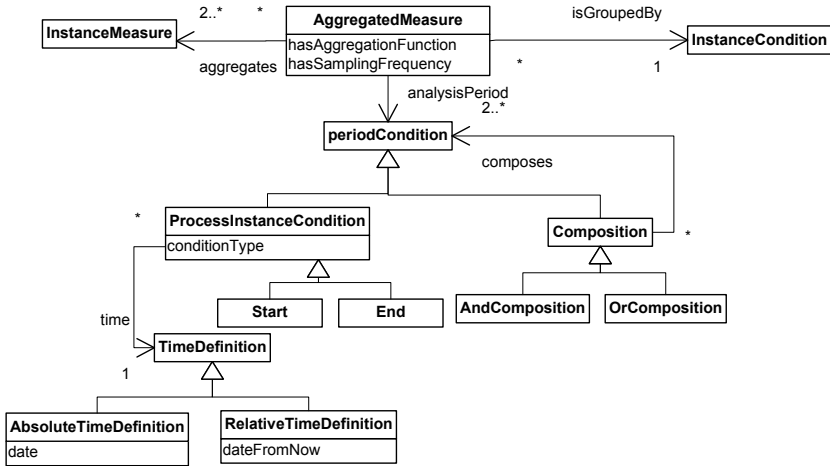 2..*
*
AggregatedMeasure
isGroupedBy
InstanceMeasure
hasAggregationFunction
InstanceCondition
aggregates
hasSamplingFrequency
*
1
analysisPeriod
2..*
periodCondition
composes
*
ProcessInstanceCondition
conditionType
Composition
*
Start
End
AndComposition
OrComposition
time
TimeDefinition
1
AbsoluteTimeDefinition
RelativeTimeDefinition
date
dateFromNow